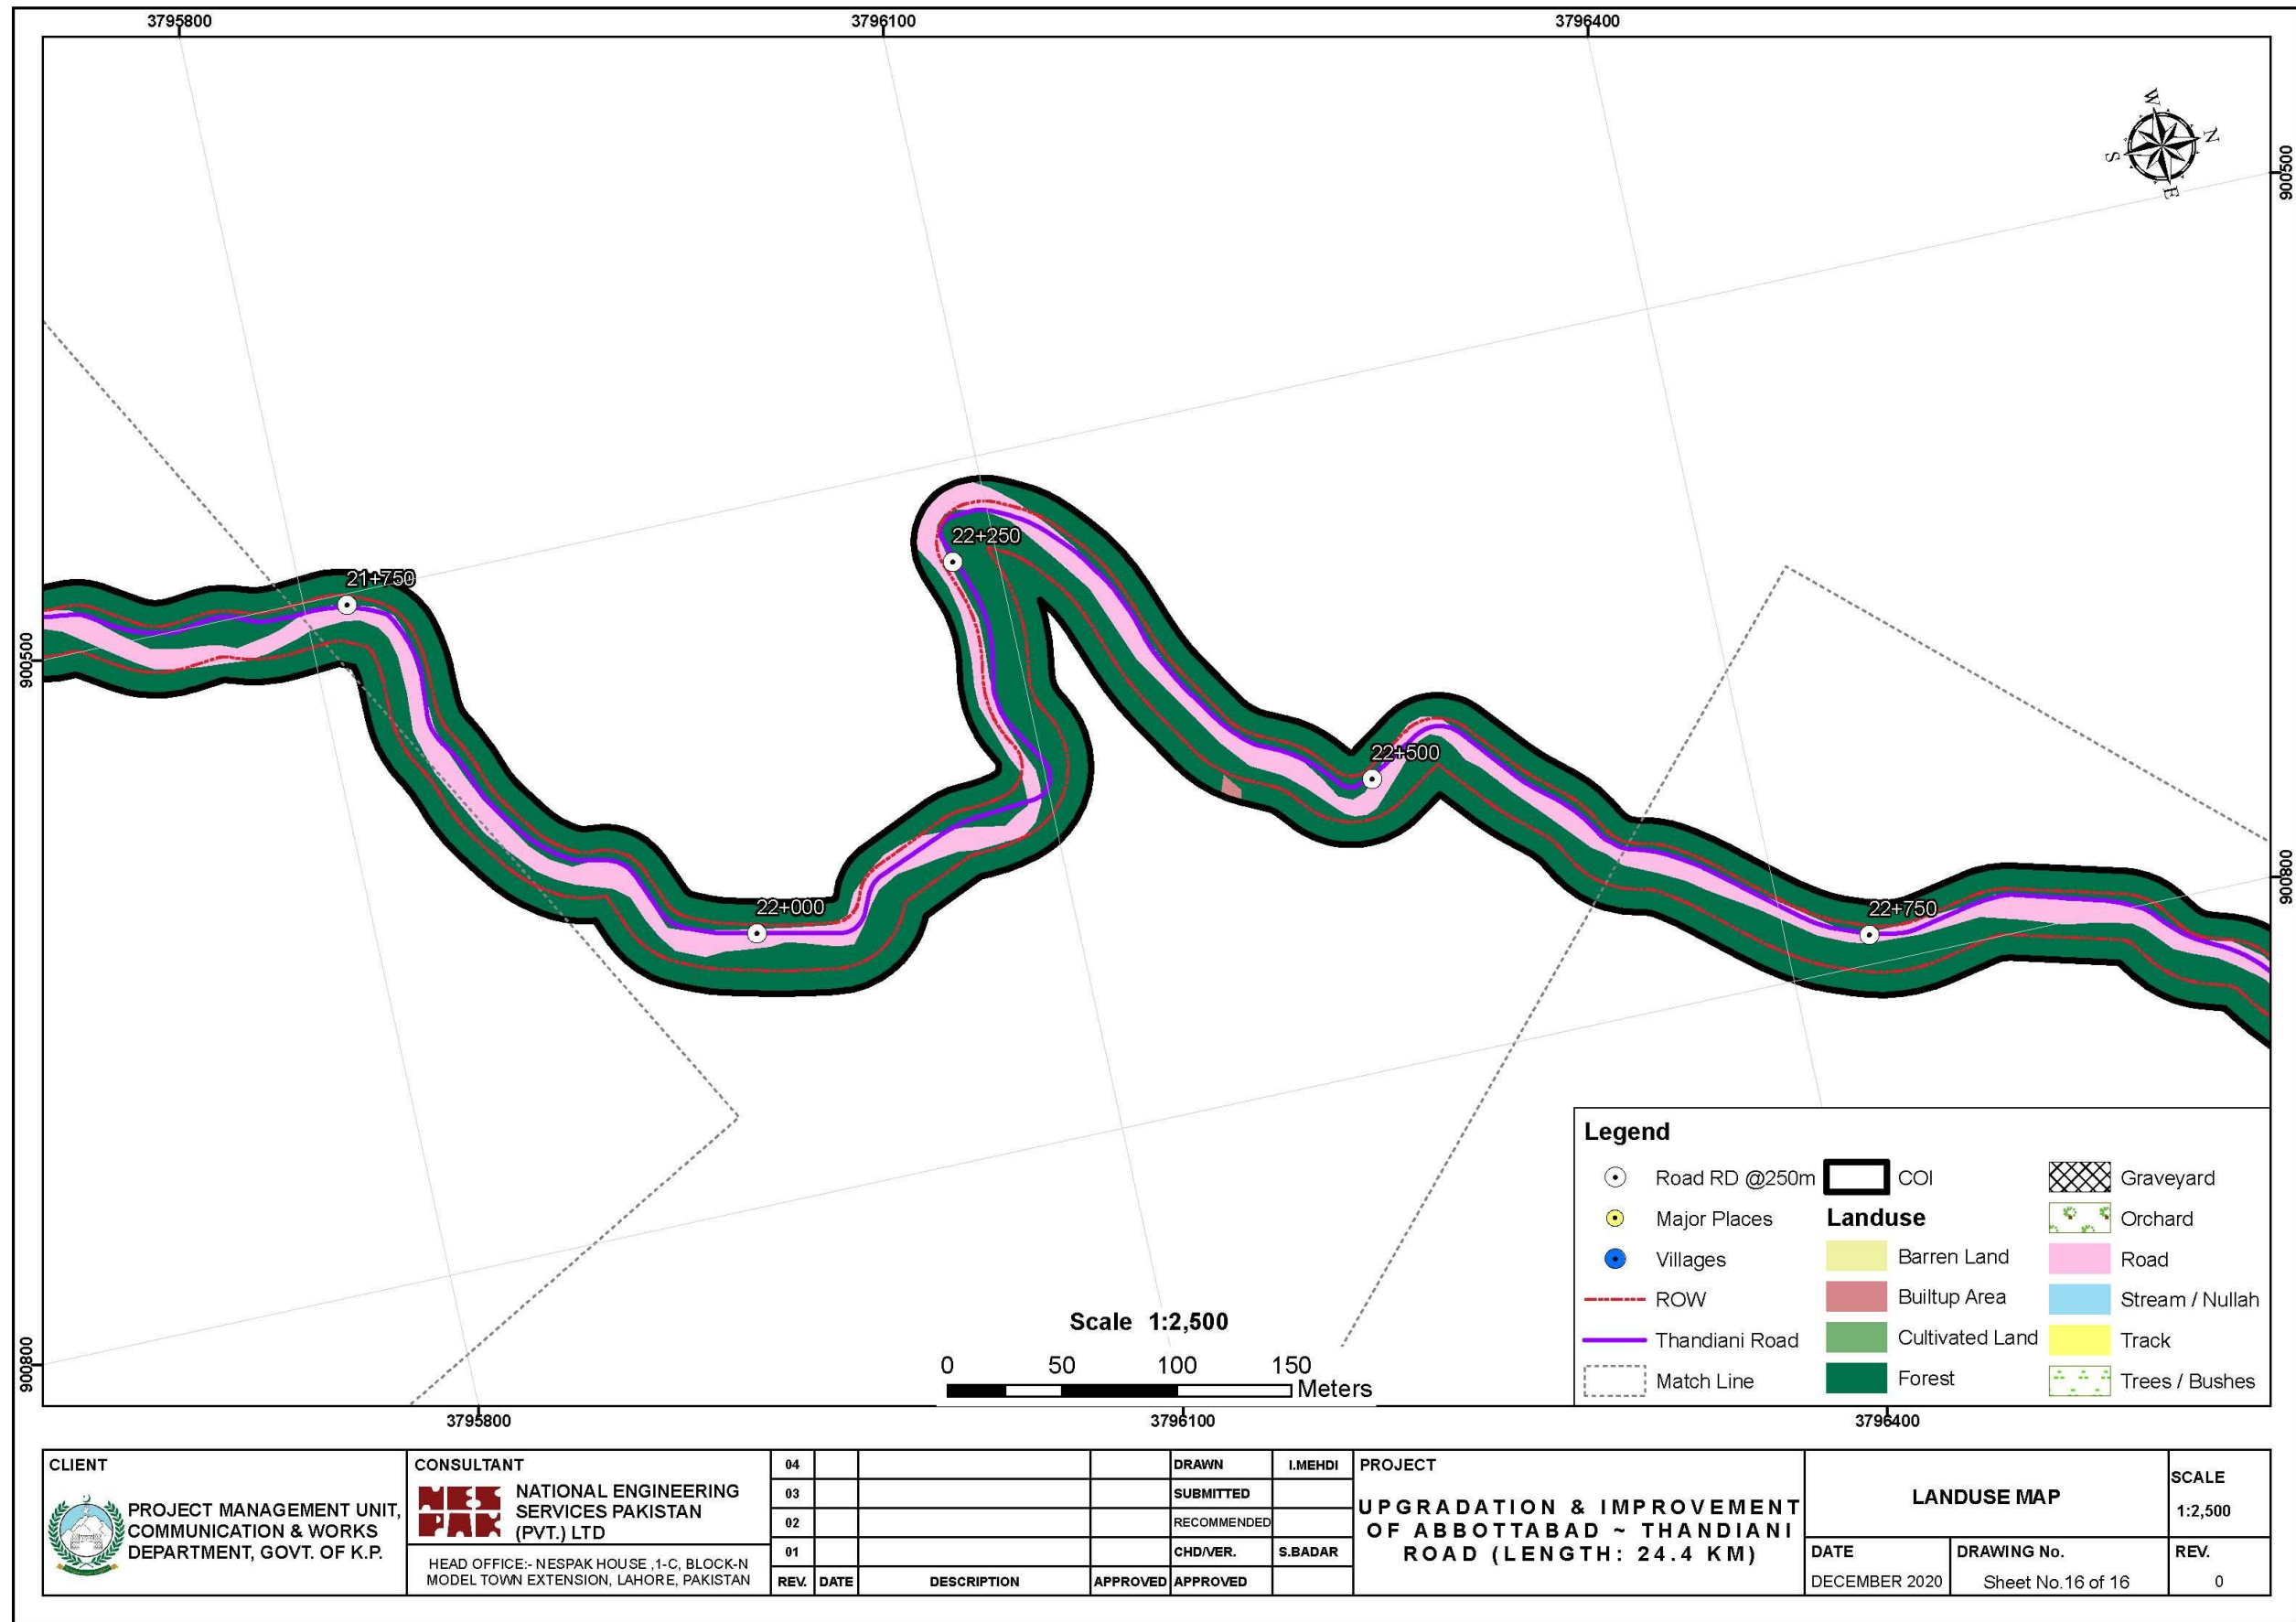 3795800
3796100
3796400
W
N
S
E
900500
22+250
21+750
900500
22+500
900800
22+000
22+750
Legend
Road RD @250m
COI
Graveyard
Major Places
Landuse
Orchard
Villages
Barren Land
Road
ROW
Builtup Area
Stream / Nullah
Thandiani Road
Cultivated Land
Track
Match Line
Forest
Trees / Bushes
Scale 1:2,500
0 50 100 150
Meters
900800
3795800
3796100
3796400
CLIENT
PROJECT MANAGEMENT UNIT,
COMMUNICATION & WORKS
DEPARTMENT, GOVT. OF K.P.
CONSULTANT
NATIONAL ENGINEERING
SERVICES PAKISTAN
(PVT.) LTD
HEAD OFFICE:- NESPAK HOUSE ,1-C, BLOCK-N
MODEL TOWN EXTENSION, LAHORE, PAKISTAN
04
03
02
01
REV. DATE DESCRIPTION APPROVED
DRAWN I.MEHDI
SUBMITTED
RECOMMENDED
CHD/VER. S.BADAR
APPROVED
PROJECT
UPGRADATION & IMPROVEMENT
OF ABBOTTABAD ~ THANDIANI
ROAD (LENGTH: 24.4 KM)
LANDUSE MAP
SCALE
1:2,500
DATE
DECEMBER 2020
DRAWING No.
Sheet No.16 of 16
REV.
0